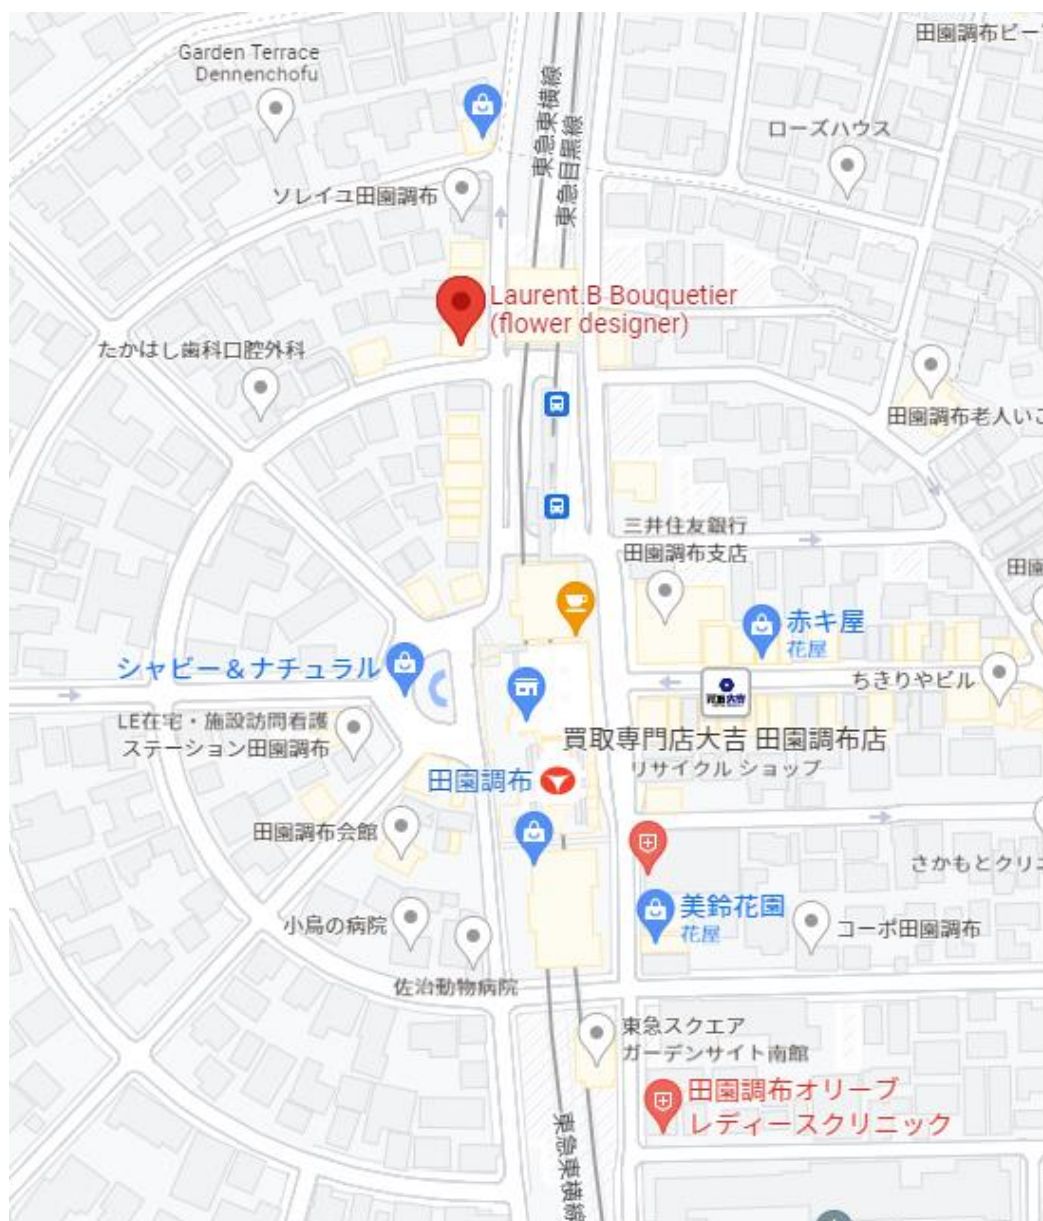 田園調布ビー
Garden Terrace
Dennenchofu
東急東横線
東急目黒線
ローズハウス
ソレイユ田園調布
Laurent.B Bouquetier
(flower designer)
たかはし歯科口腔外科
田園調布老人いこ
三井住友銀行
田園調布支店
田園
赤キ屋
花屋
シャビー＆ナチュラル
ちきりやビル
買取大吉
LE在宅・施設訪問看護
ステーション田園調布
買取専門店大吉 田園調布店
リサイクル ショップ
田園調布
田園調布会館
さかもとクリニ
美鈴花園
花屋
小鳥の病院
コーポ田園調布
佐治動物病院
東急スクエア
ガーデンサイト南館
田園調布オリーブ
レディースクリニック
東急東横線